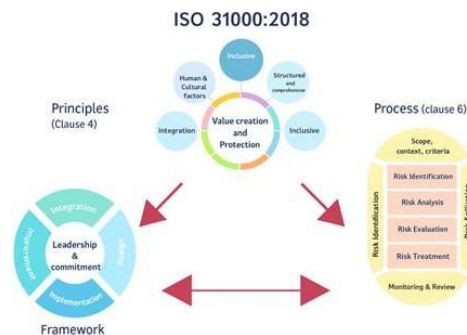 ISO 31000:2018
Inclusive
Human &
Cultural
factors
Structured and
comprehensive
Integration
Value creation
and
Protection
Inclusive
Principles
(Clause 4)
Process (clause 6)
Scope,
context, criteria
Risk Identification
Risk Identification
Risk Analysis
Risk Evaluation
Risk Treatment
Monitoring & Review
Integration
Design
Implementation
Improvement
Leadership
& commitment
Framework